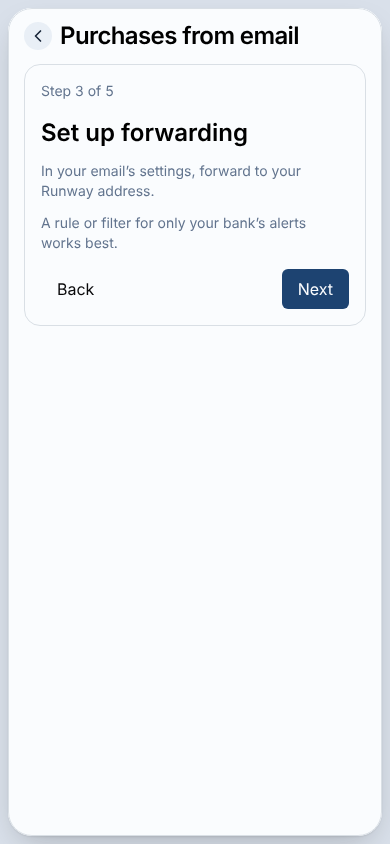 Purchases from email
Step 3 of 5
Set up forwarding
In your email’s settings, forward to your
Runway address.
A rule or filter for only your bank’s alerts
works best.
Back
Next